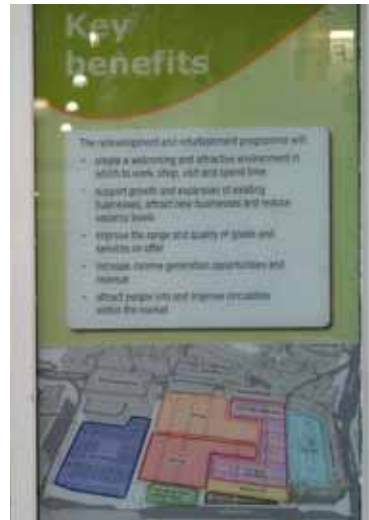 Key
benefits
The redevelopment and refurbishment programme will:
• create a welcoming and attractive environment in
which to work, shop, visit and spend time
• support growth and expansion of existing
businesses, attract new businesses and reduce
vacancy levels
• improve the range and quality of goods and
services on offer
• increase income generation opportunities and
revenue
• attract people into and improve circulation
within the market